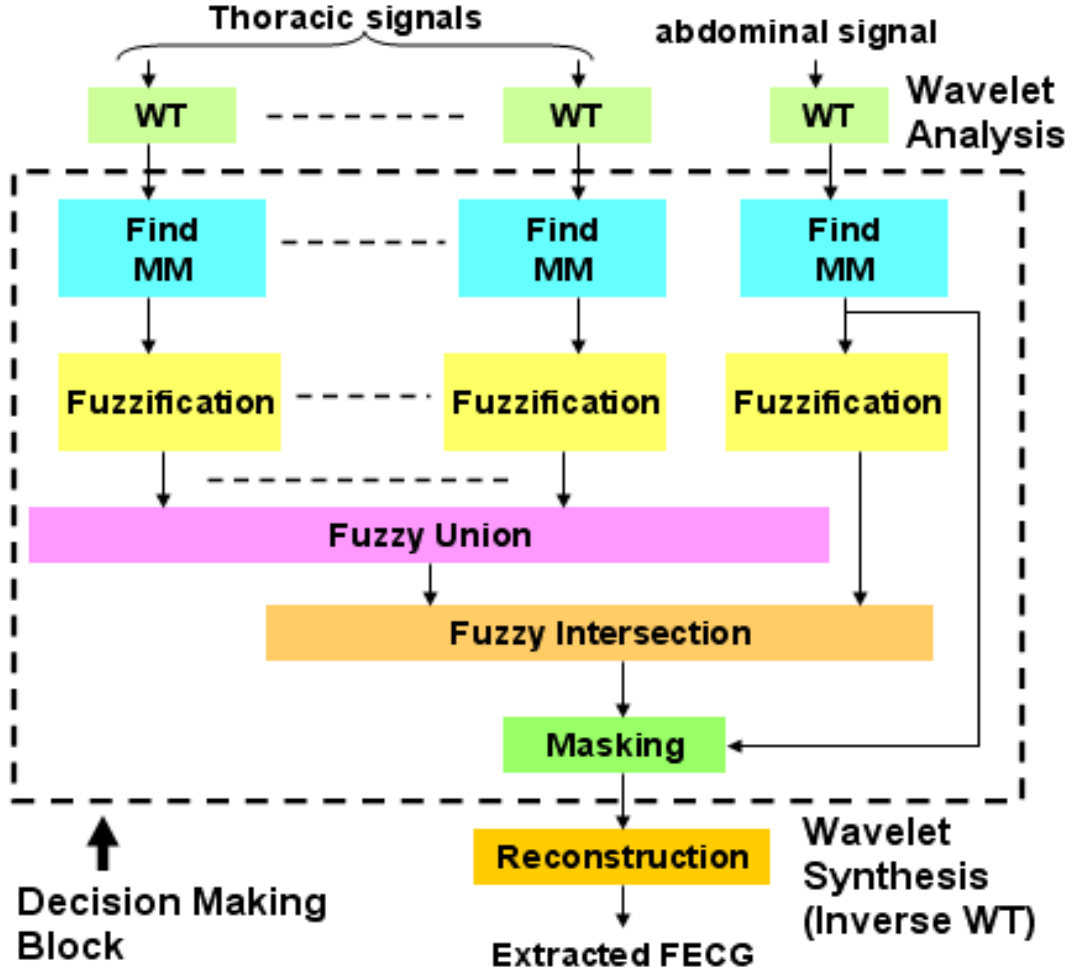 Thoracic signals
abdominal signal
WT
WT
WT
Wavelet
Analysis
Find
MM
Find
MM
Find
MM
Fuzzification
Fuzzification
Fuzzification
Fuzzy Union
Fuzzy Intersection
Masking
Reconstruction
Wavelet
Synthesis
(Inverse WT)
Decision Making
Block
Extracted FECG